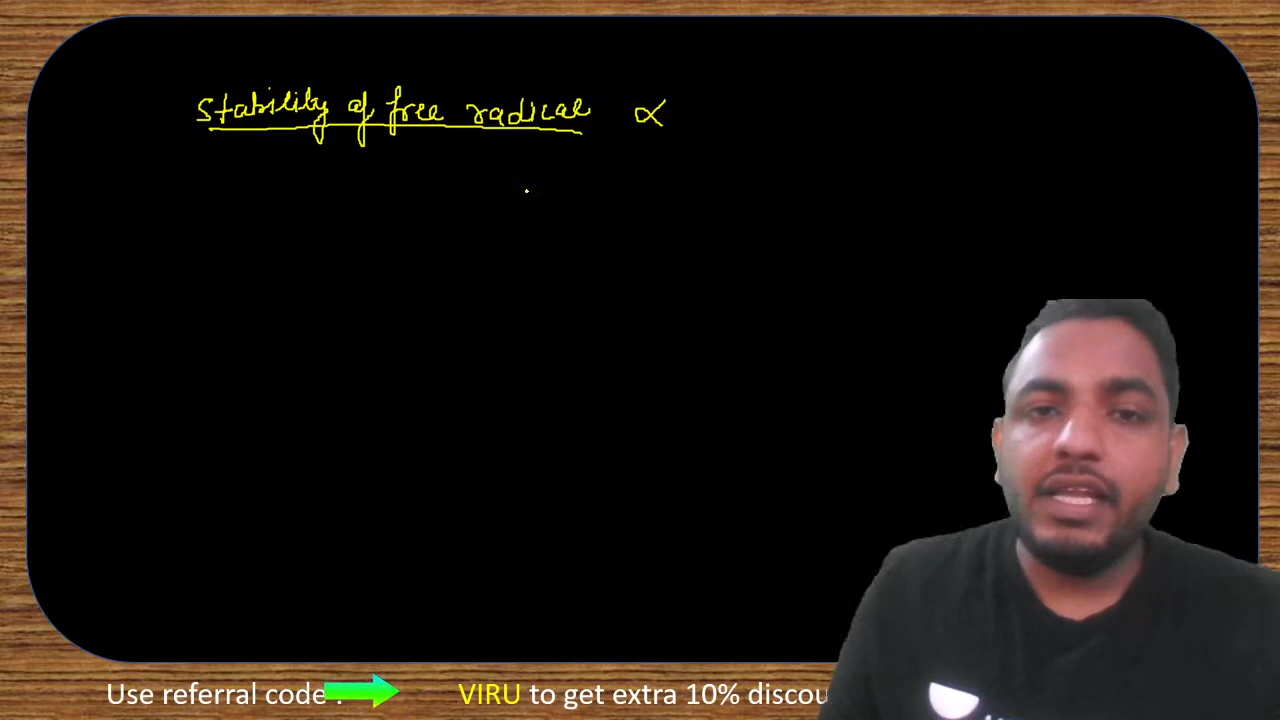 Stability of free radical ∝
Use referral code : VIRU to get extra 10% discou